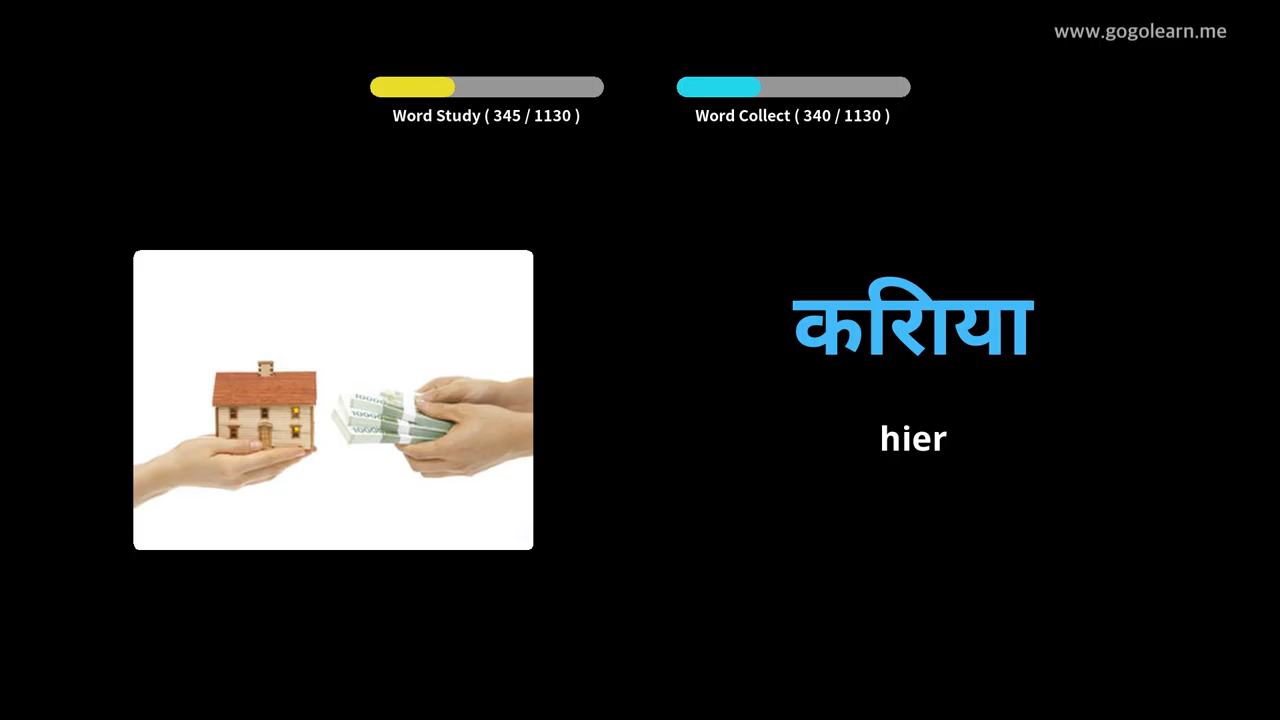 www.gogolearn.me
Word Study ( 345 / 1130 )
Word Collect ( 340 / 1130 )
करिाया
hier